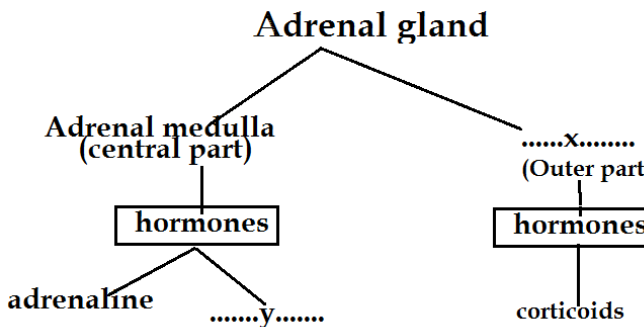 Adrenal gland
Adrenal medulla
(central part)
......x........
(Outer part
hormones
hormones
adrenaline
.......y.......
corticoids